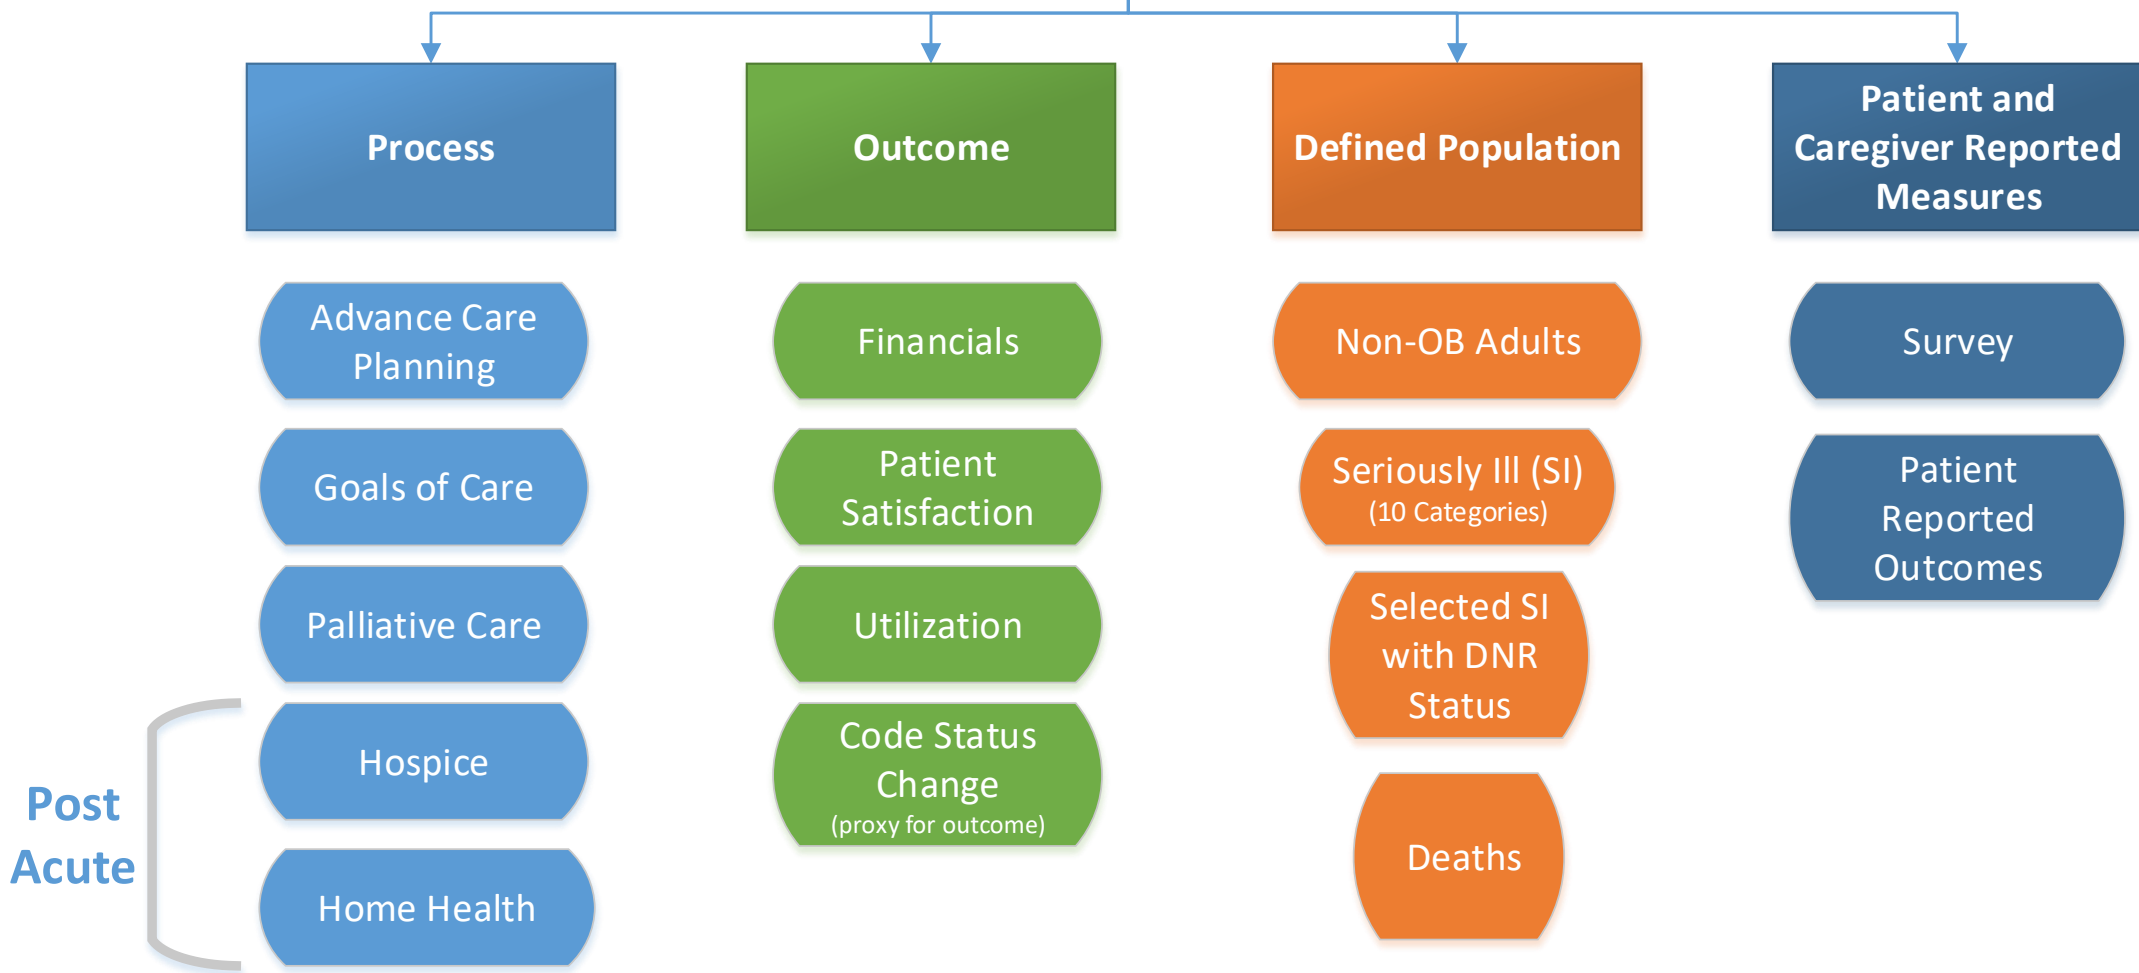 Process
Outcome
Defined Population
Patient and
Caregiver Reported
Measures
Advance Care
Planning
Goals of Care
Palliative Care
Hospice
Home Health
Post
Acute
Financials
Patient
Satisfaction
Utilization
Code Status
Change
(proxy for outcome)
Non-OB Adults
Seriously Ill (SI)
(10 Categories)
Selected SI
with DNR
Status
Deaths
Survey
Patient
Reported
Outcomes